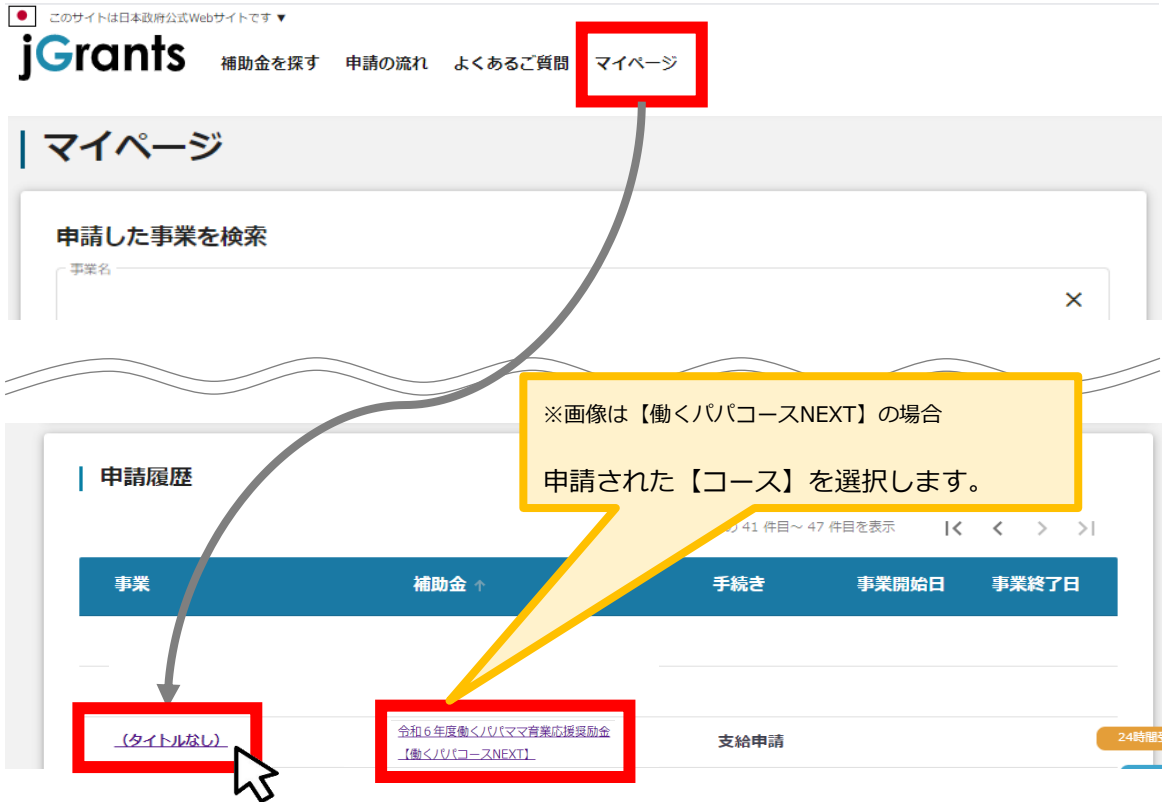 このサイトは日本政府公式Webサイトです ▼
jGrants 補助金を探す 申請の流れ よくあるご質問 マイページ
マイページ
申請した事業を検索
事業名
×
※画像は【働くパパコースNEXT】の場合
申請された【コース】を選択します。
申請履歴
41 件目～ 47 件目を表示
事業 補助金 ↑ 手続き 事業開始日 事業終了日
（タイトルなし） 令和６年度働くパパママ育業応援奨励金 支給申請
【働くパパコースNEXT】
24時間